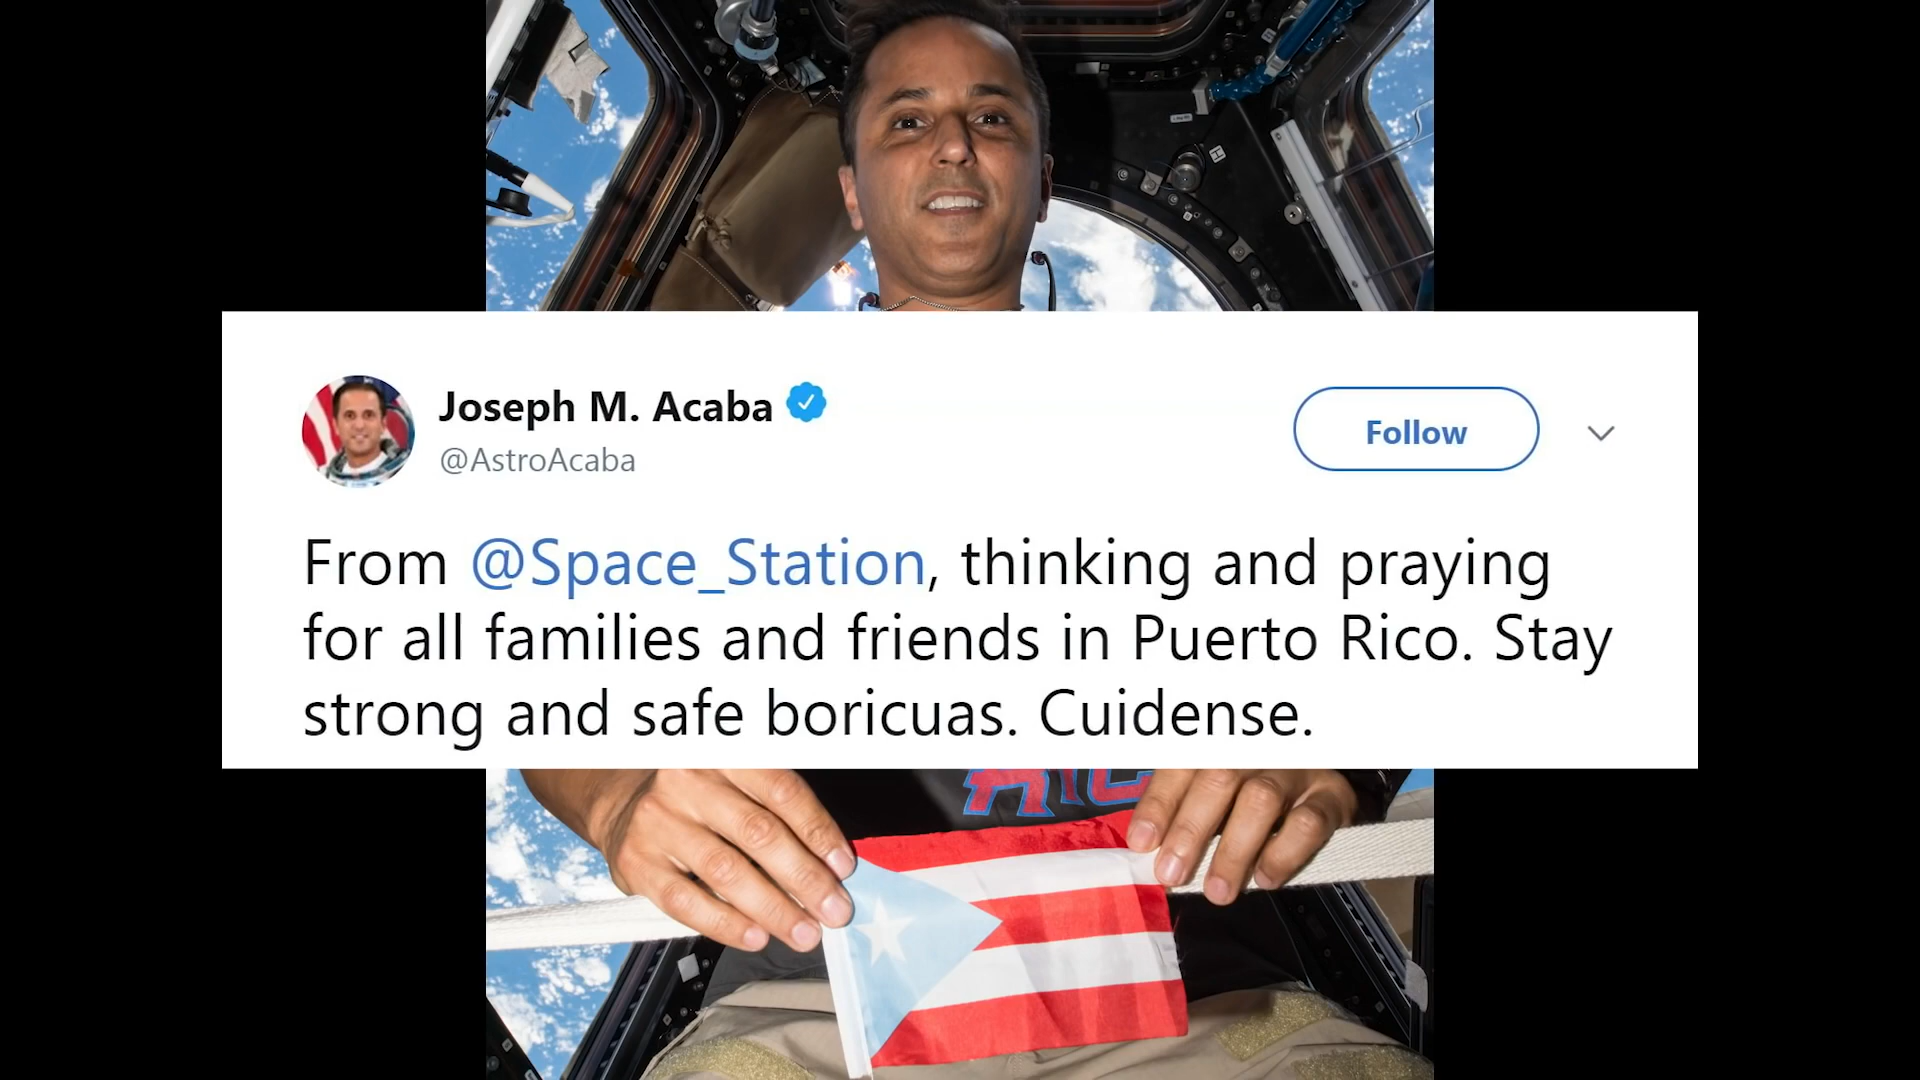 Joseph M. Acaba
@AstroAcaba
Follow
From @Space_Station, thinking and praying
for all families and friends in Puerto Rico. Stay
strong and safe boricuas. Cuidense.